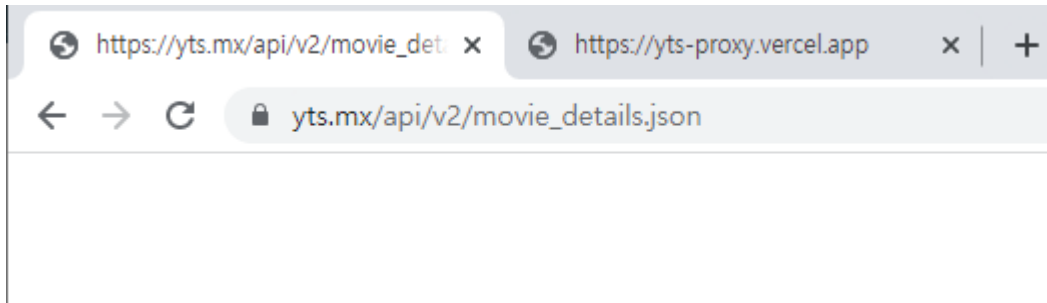 https://yts.mx/api/v2/movie_det
https://yts-proxy.vercel.app
yts.mx/api/v2/movie_details.json